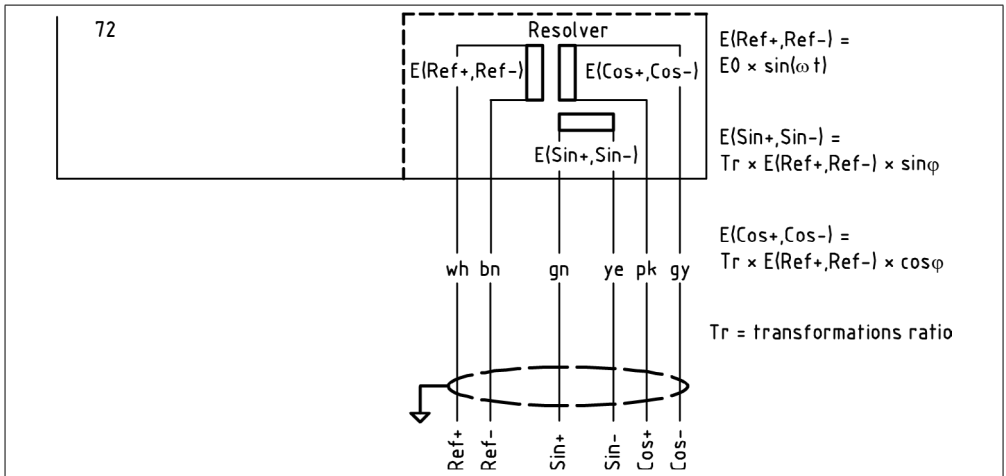 72
Resolver
E(Ref+,Ref-)
E(Cos+,Cos-)
E(Sin+,Sin-)
E(Ref+,Ref-) =
E0 × sin(ω t)
E(Sin+,Sin-) =
Tr × E(Ref+,Ref-) × sinφ
E(Cos+,Cos-) =
Tr × E(Ref+,Ref-) × cosφ
Tr = transformations ratio
wh bn gn ye pk gy
Ref+ Ref- Sin+ Sin- Cos+ Cos-